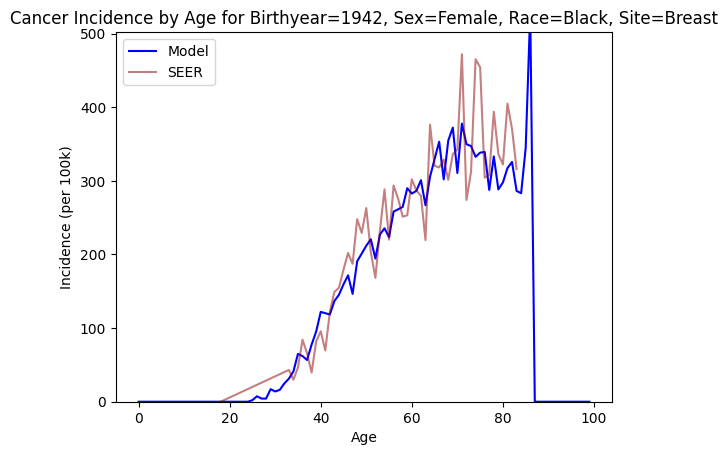 Cancer Incidence by Age for Birthyear=1942, Sex=Female, Race=Black, Site=Breast
Model
SEER
Incidence (per 100k)
500
400
300
200
100
0
0 20 40 60 80 100
Age